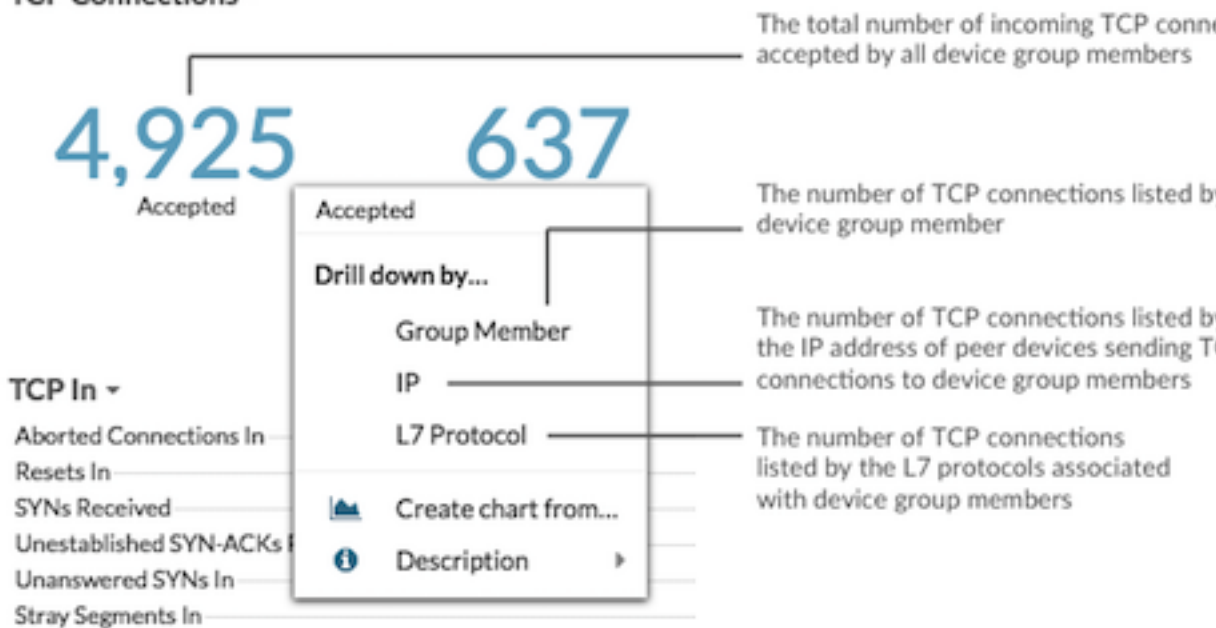 TCP Connections
The total number of incoming TCP
accepted by all device group members
4,925
637
Accepted
Accepted
The number of TCP connections listed
device group member
Drill down by...
Group Member
The number of TCP connections listed
the IP address of peer devices sending
connections to device group members
IP
L7 Protocol
The number of TCP connections
listed by the L7 protocols associated
with device group members
Create chart from...
Description
TCP In
Aborted Connections In
Resets In
SYNs Received
Unestablished SYN-ACKs
Unanswered SYNs In
Stray Segments In